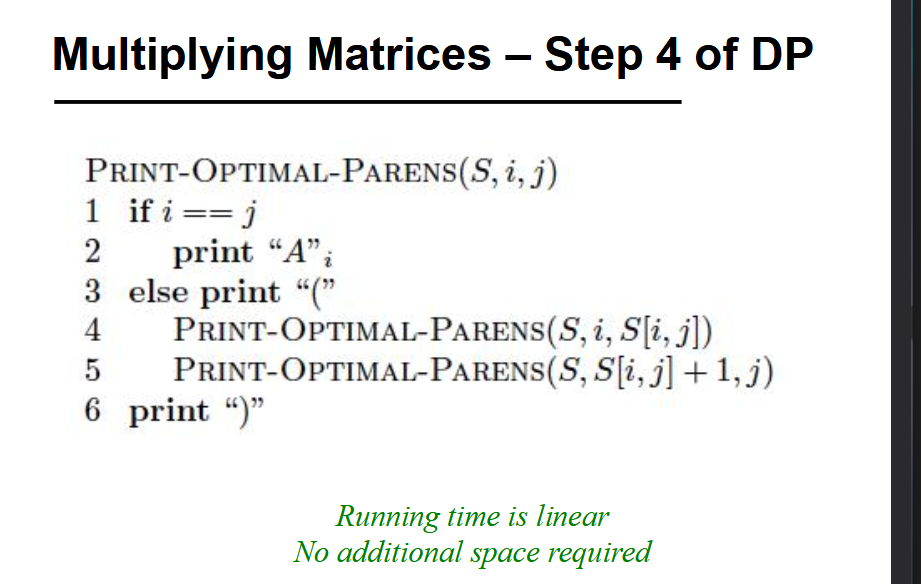 Multiplying Matrices – Step 4 of DP
PRINT-OPTIMAL-PARENS(S, i, j)
1 if i == j
2 print “A”i
3 else print “(”
4 PRINT-OPTIMAL-PARENS(S, i, S[i, j])
5 PRINT-OPTIMAL-PARENS(S, S[i, j] + 1, j)
6 print “)”
Running time is linear
No additional space required